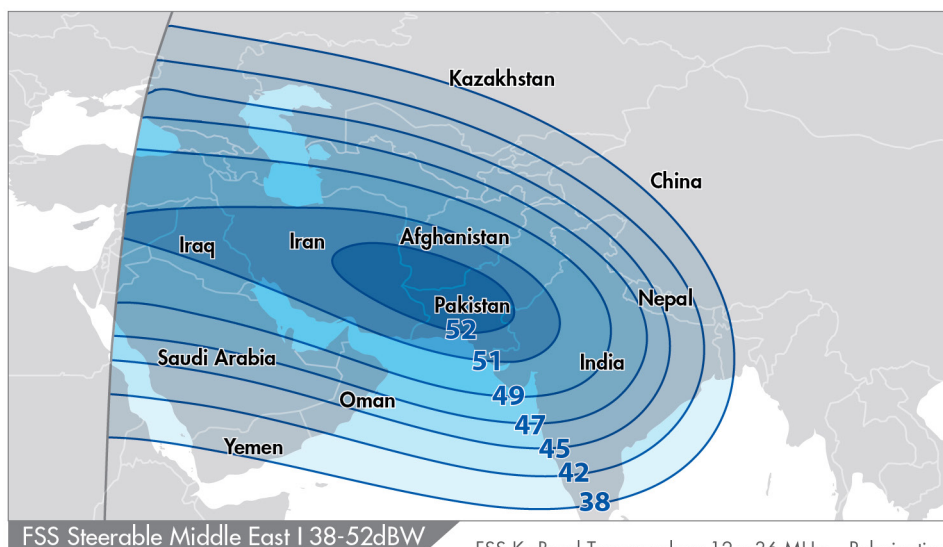 Kazakhstan
China
Afghanistan
Iran
Iraq
Nepal
Pakistan
52
51
India
Saudi Arabia
49
Oman
47
Yemen
45
42
38
FSS Steerable Middle East I 38-52dBW